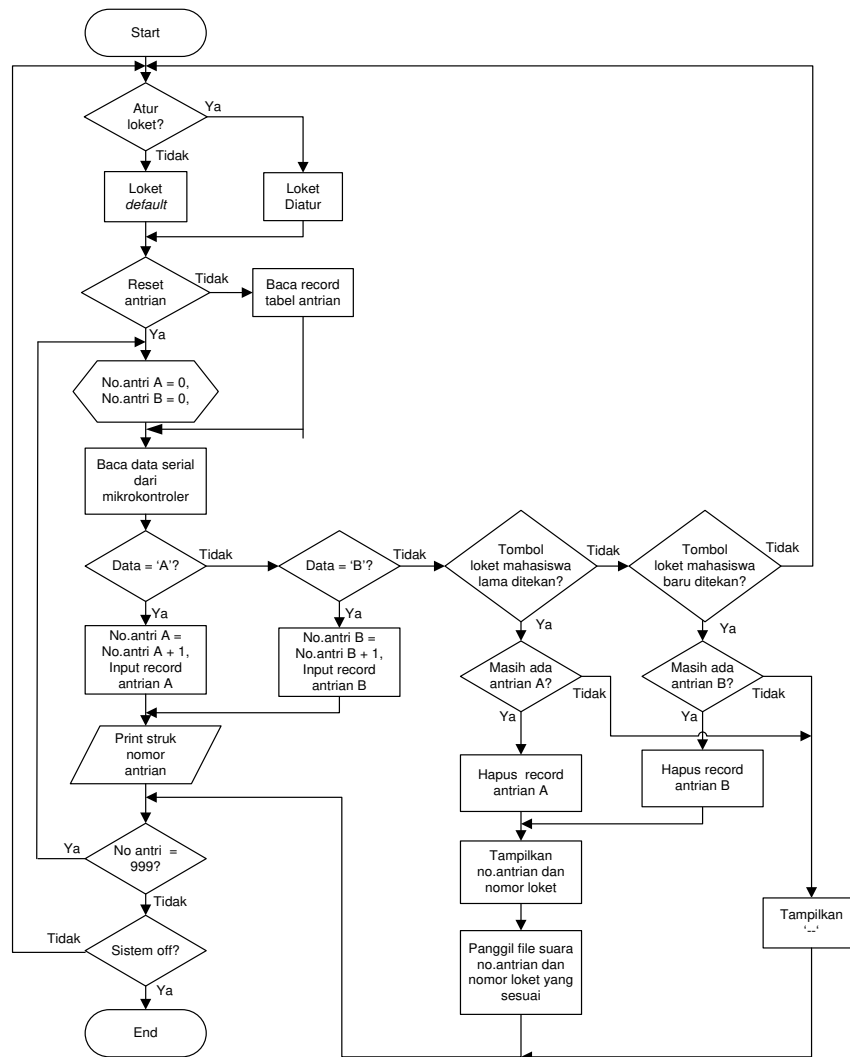 Start
Atur
loket?
Ya
Tidak
Loket
default
Loket
Diatur
Reset
antrian
Tidak
Ya
Baca record
tabel antrian
No.antri A = 0,
No.antri B = 0,
Baca data serial
dari
mikrokontroler
Data = ‘A’?
Tidak
Ya
Data = ‘B’?
Tidak
Ya
Tombol
loket mahasiswa
lama ditekan?
Tidak
Ya
Tombol
loket mahasiswa
baru ditekan?
Tidak
Ya
No.antri A =
No.antri A + 1,
Input record
antrian A
No.antri B =
No.antri B + 1,
Input record
antrian B
Masih ada
antrian A?
Tidak
Ya
Masih ada
antrian B?
Tidak
Ya
Print struk
nomor
antrian
Hapus record
antrian A
Hapus record
antrian B
No antri =
999?
Ya
Tidak
Tampilkan
no.antrian dan
nomor loket
Tampilkan
‘--‘
Sistem off?
Tidak
Ya
Panggil file suara
no.antrian dan
nomor loket yang
sesuai
End